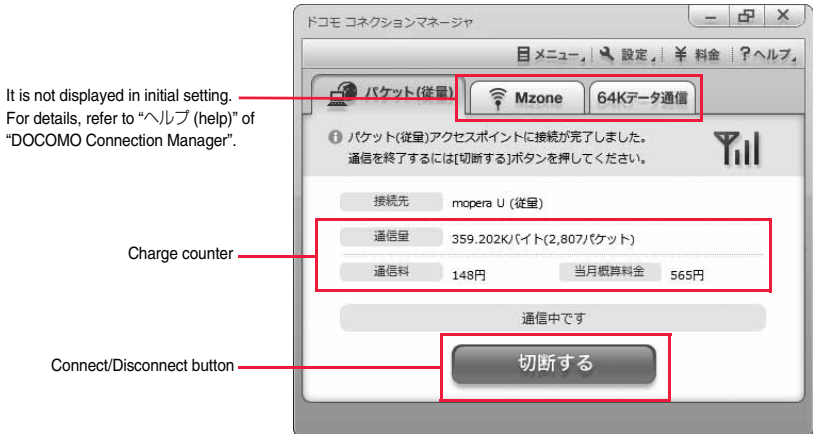 ドコモ コネクションマネージャ
メニュー 設定 料金 ?ヘルプ
パケット(従量) Mzone 64Kデータ通信
It is not displayed in initial setting.
For details, refer to “ヘルプ (help)” of
“DOCOMO Connection Manager”.
パケット(従量)アクセスポイントに接続が完了しました。
通信を終了するには[切断する]ボタンを押してください。
接続先 mopera U (従量)
通信量 359.202Kバイト(2,807パケット)
Charge counter
通信料 148円 当月概算料金 565円
通信中です
Connect/Disconnect button
切断する